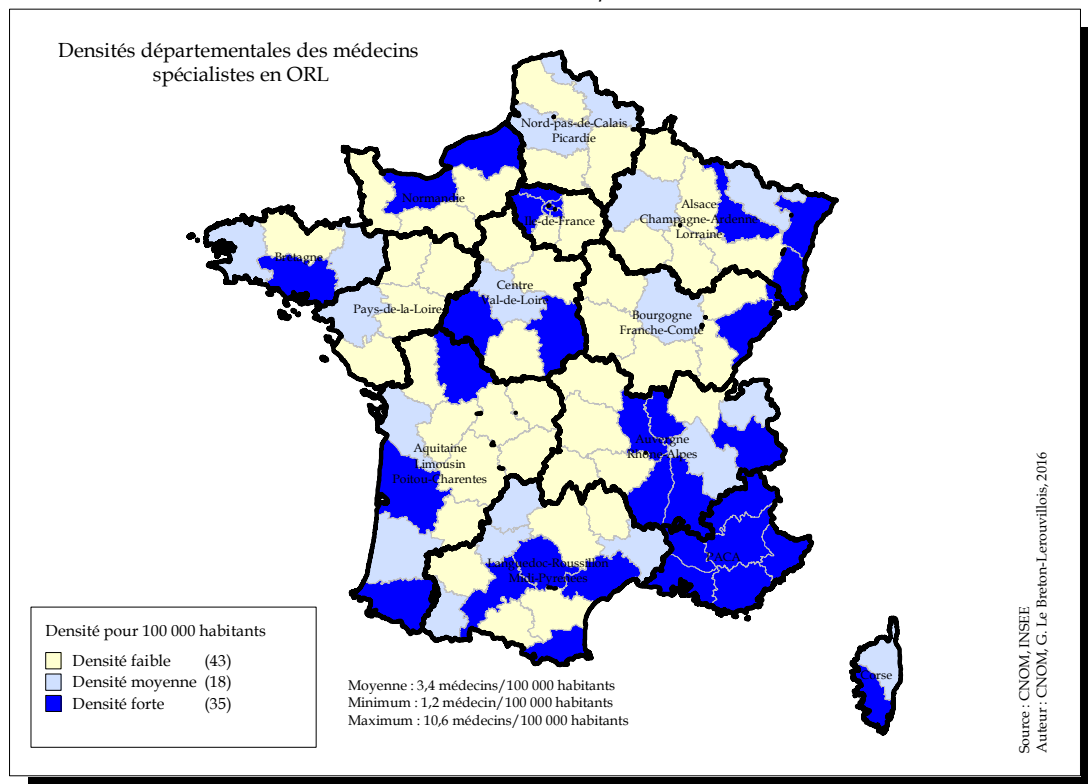 Densités départementales des médecins
spécialistes en ORL
Nord-pas-de-Calais
Picardie
Normandie
Ile-de-France
Alsace
Champagne-Ardenne
Lorraine
Bretagne
Centre
Val-de-Loire
Pays-de-la-Loire
Bourgogne
Franche-Comté
Auvergne
Rhône-Alpes
Aquitaine
Limousin
Poitou-Charentes
PACA
Languedoc-Roussillon
Midi-Pyrénées
Corse
Densité pour 100 000 habitants
Densité faible (43)
Densité moyenne (18)
Densité forte (35)
Moyenne : 3,4 médecins/100 000 habitants
Minimum : 1,2 médecin/100 000 habitants
Maximum : 10,6 médecins/100 000 habitants
Source : CNOM, INSEE
Auteur : CNOM, G. Le Breton-Lerouvillois, 2016